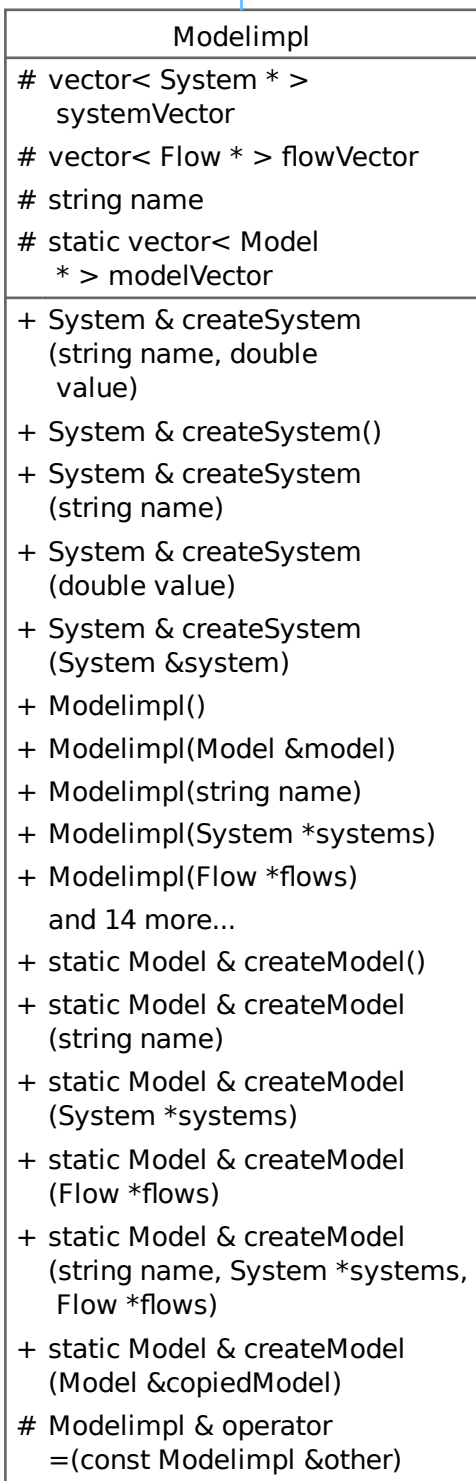 Modelimpl
# vector< System * >
systemVector
# vector< Flow * > flowVector
# string name
# static vector< Model
* > modelVector
+ System & createSystem
(string name, double
value)
+ System & createSystem()
+ System & createSystem
(string name)
+ System & createSystem
(double value)
+ System & createSystem
(System &system)
+ Modelimpl()
+ Modelimpl(Model &model)
+ Modelimpl(string name)
+ Modelimpl(System *systems)
+ Modelimpl(Flow *flows)
and 14 more...
+ static Model & createModel()
+ static Model & createModel
(string name)
+ static Model & createModel
(System *systems)
+ static Model & createModel
(Flow *flows)
+ static Model & createModel
(string name, System *systems,
Flow *flows)
+ static Model & createModel
(Model &copiedModel)
# Modelimpl & operator
=(const Modelimpl &other)